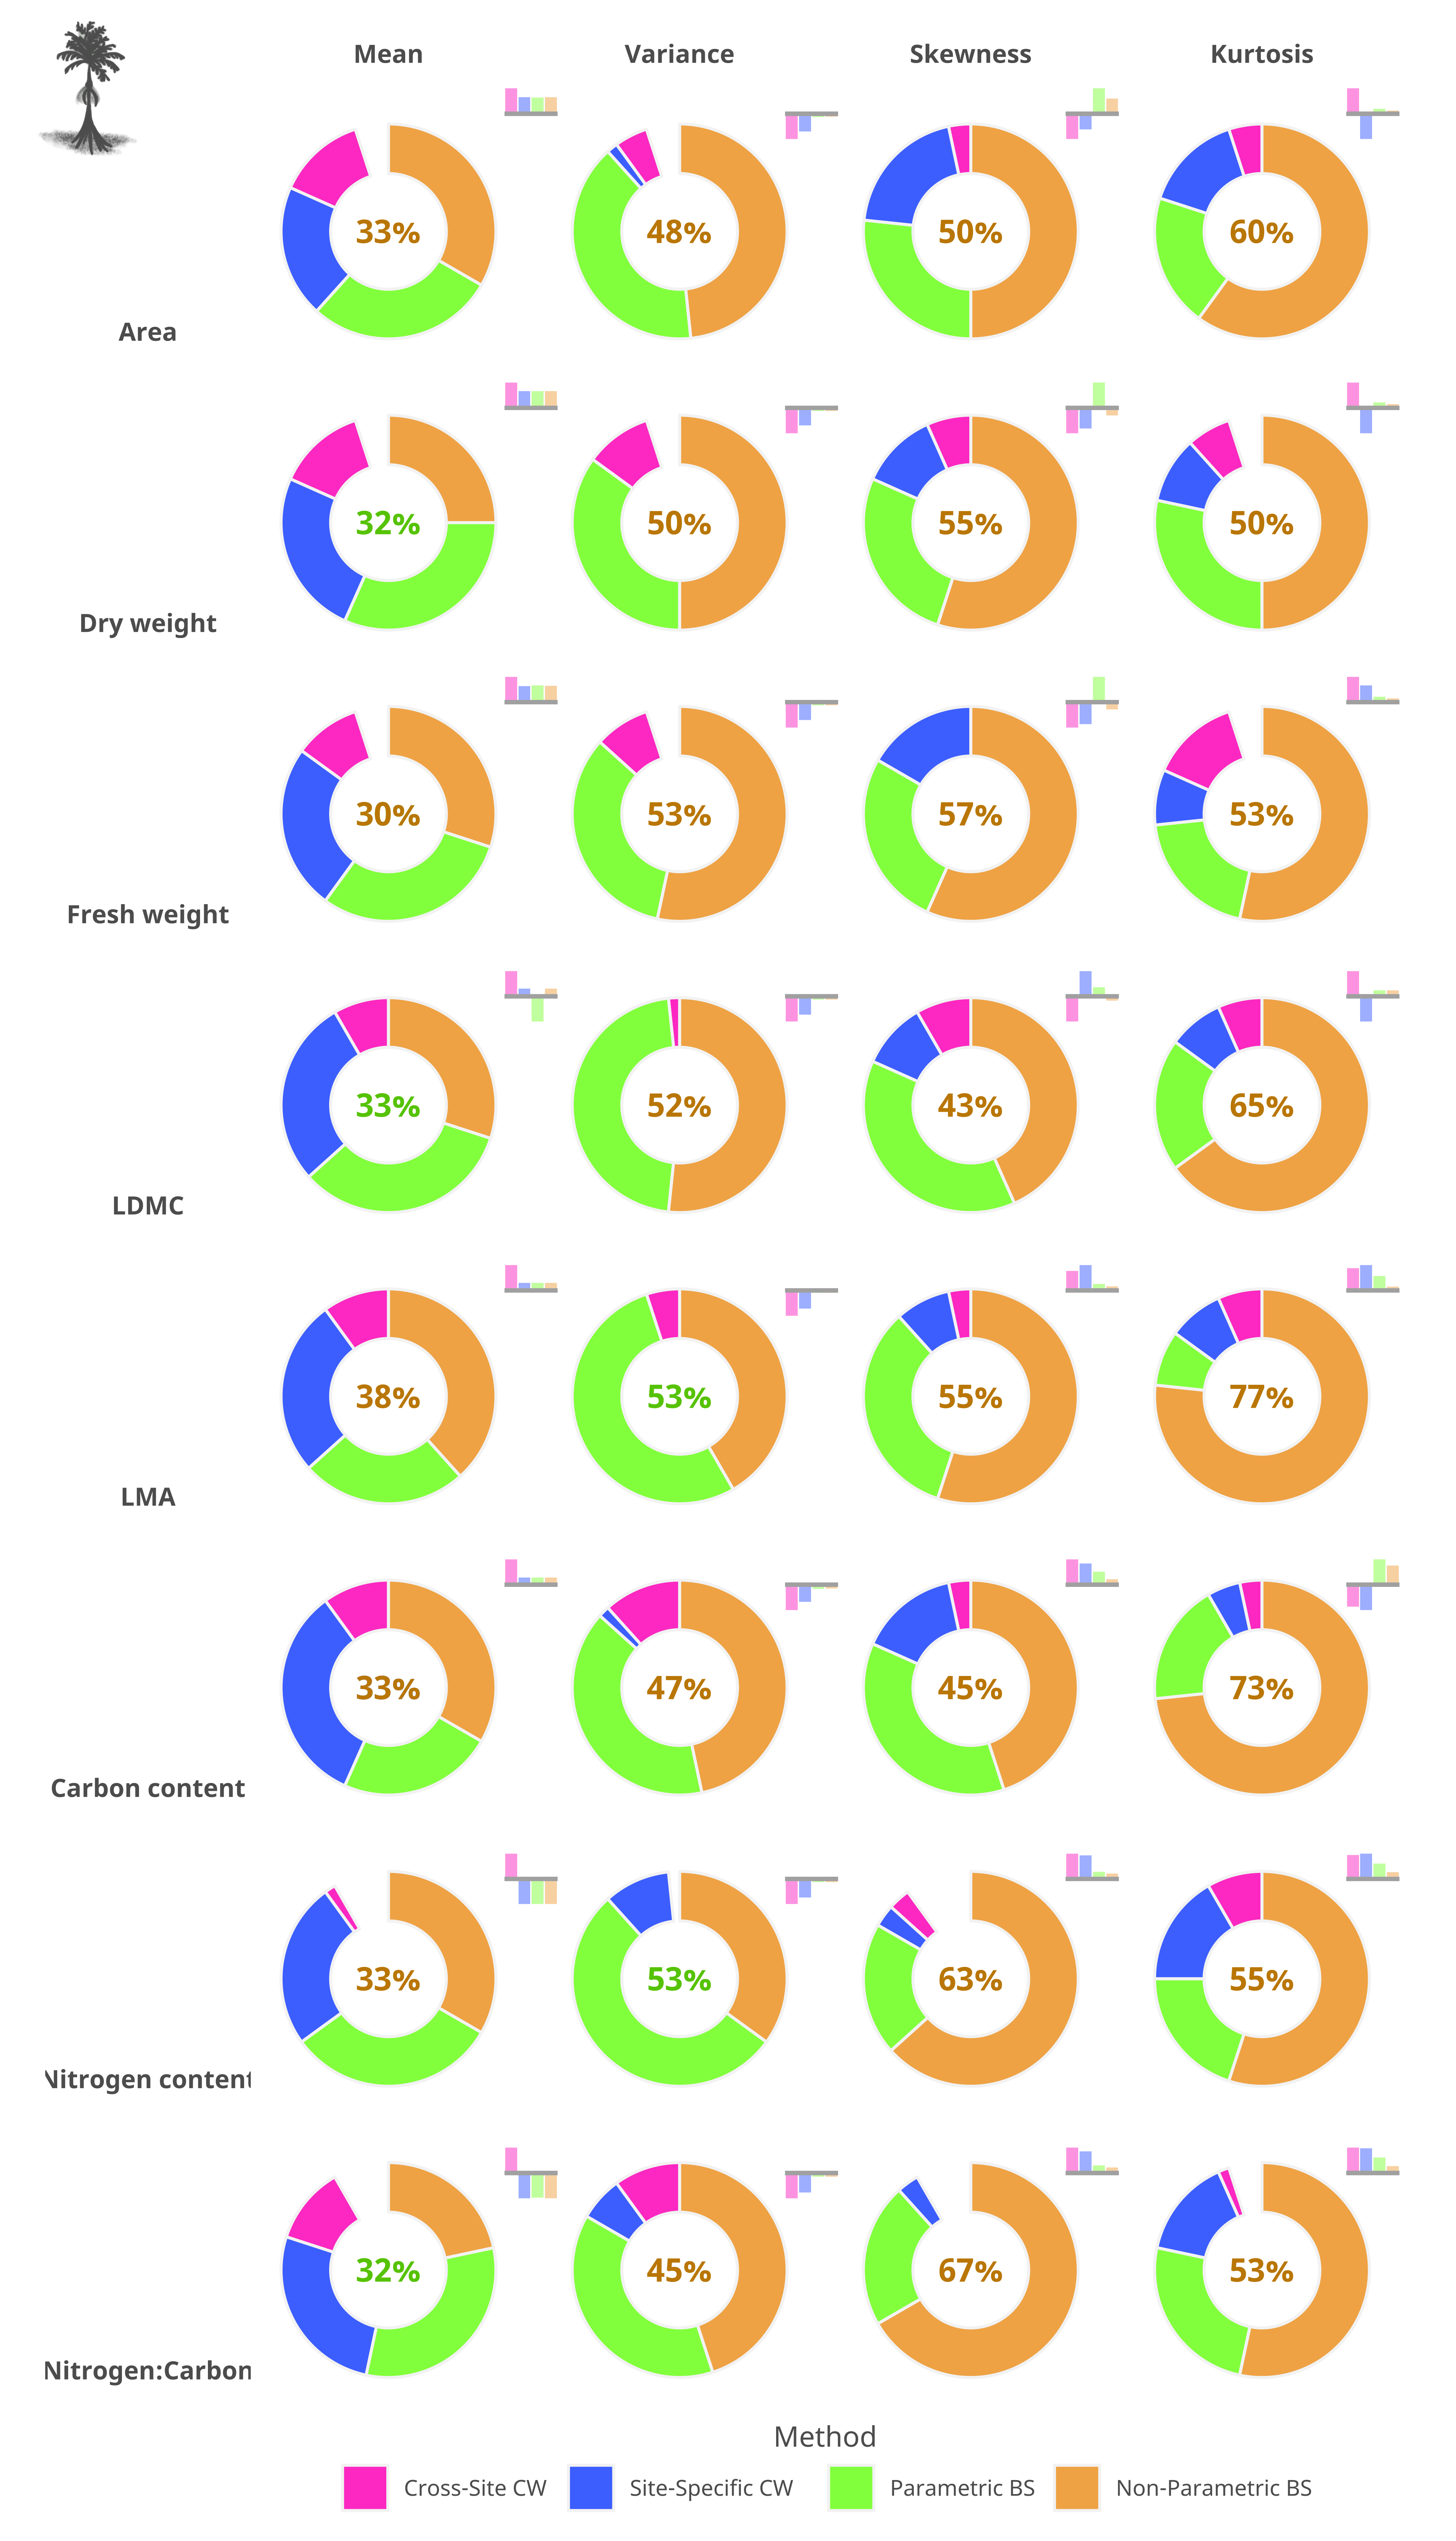 Mean Variance Skewness Kurtosis
33% 48% 50% 60%
Area
32% 50% 55% 50%
Dry weight
30% 53% 57% 53%
Fresh weight
33% 52% 43% 65%
LDMC
38% 53% 55% 77%
LMA
33% 47% 45% 73%
Carbon content
33% 53% 63% 55%
Nitrogen content
32% 45% 67% 53%
Nitrogen:Carbon
Method
Cross-Site CW Site-Specific CW Parametric BS Non-Parametric BS